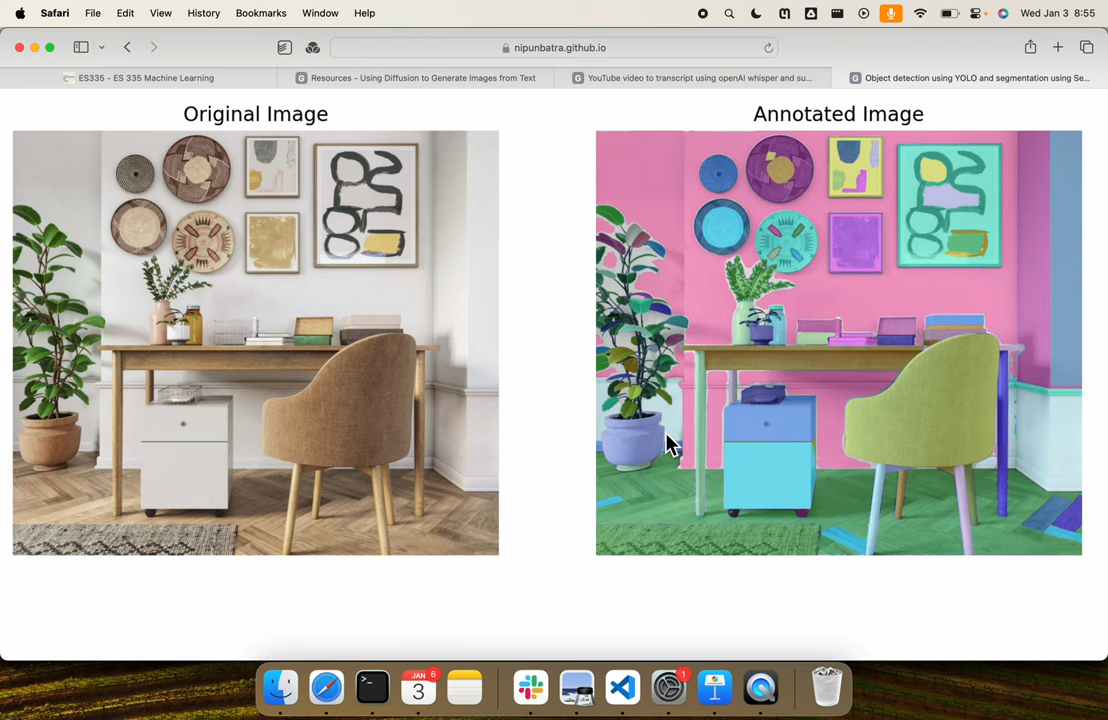 Safari File Edit View History Bookmarks Window Help Wed Jan 3 8:55
nipunbatra.github.io
ES335 - ES 335 Machine Learning
G Resources - Using Diffusion to Generate Images from Text
G YouTube video to transcript using openAI whisper and su...
G Object detection using YOLO and segmentation using Se...
Original Image
Annotated Image
JAN 6
3
1